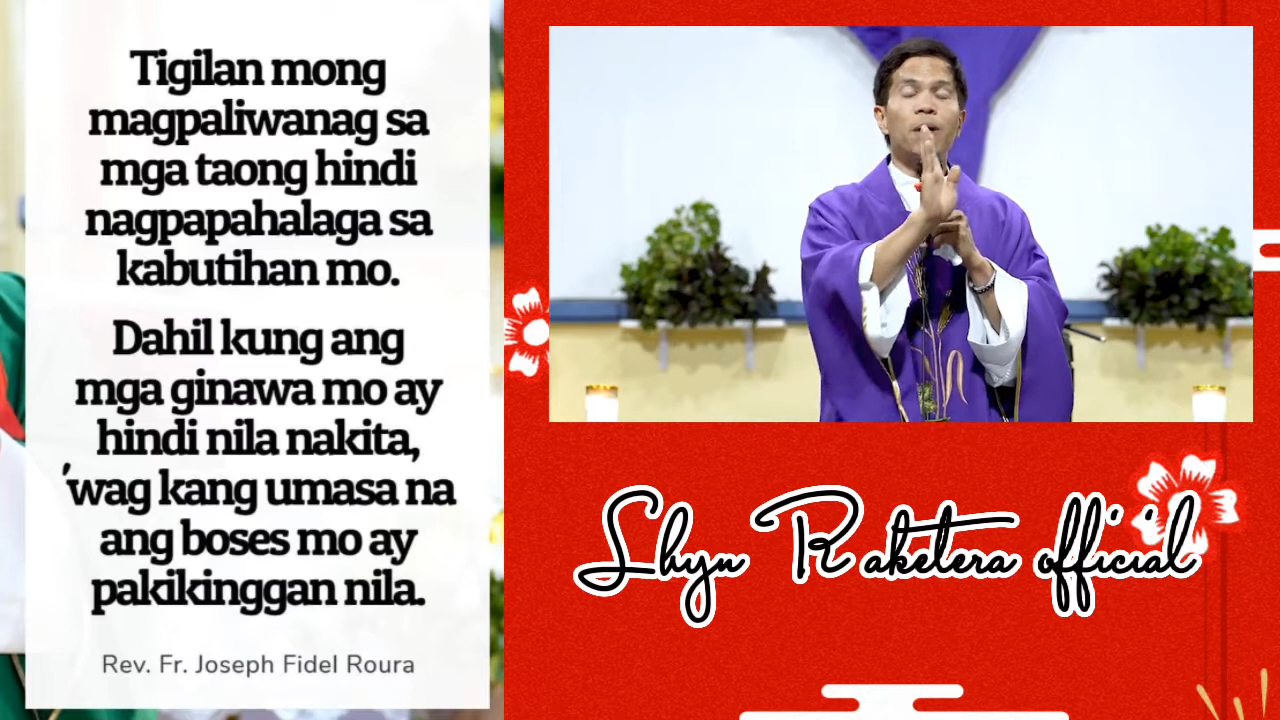 Tigilan mong
magpaliwanag sa
mga taong hindi
nagpapahalaga sa
kabutihan mo.
Dahil kung ang
mga ginawa mo ay
hindi nila nakita,
'wag kang umasa na
ang boses mo ay
pakikinggan nila.
Rev. Fr. Joseph Fidel Roura
Lhyn Raketera official